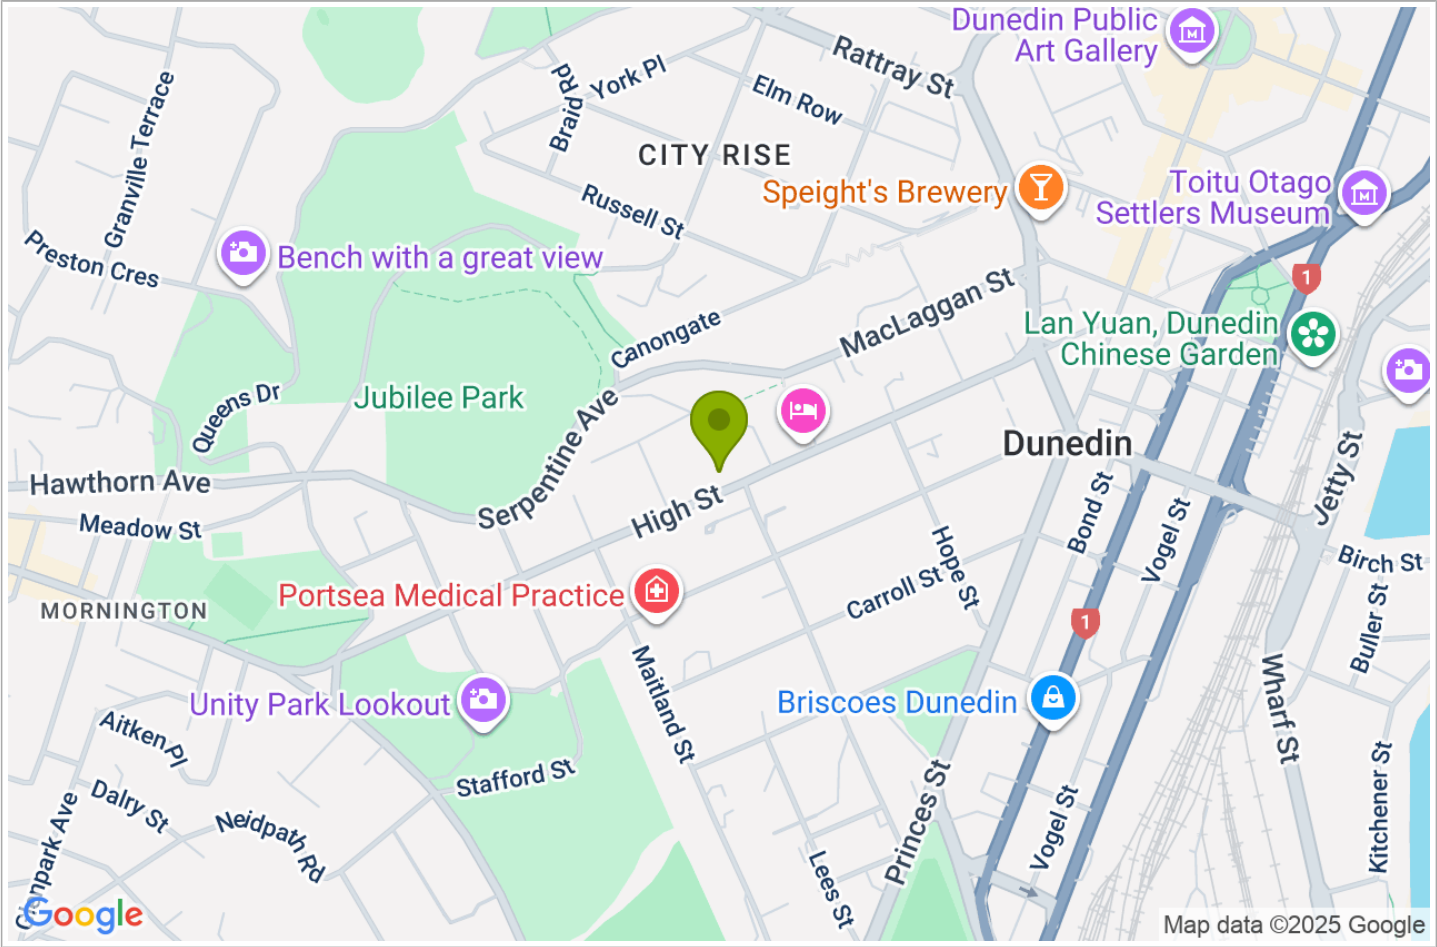 Dunedin Public
Art Gallery
Rattray St
York Pl
Braid Rd
Elm Row
Granville Terrace
CITY RISE
Speight's Brewery
Toitu Otago
Settlers Museum
Russell St
Preston Cres
Bench with a great view
1
MacLaggan St
Canongate
Lan Yuan, Dunedin
Chinese Garden
Queens Dr
Jubilee Park
Serpentine Ave
Dunedin
Hawthorn Ave
High St
Bond St
Vogel St
Jetty St
Meadow St
Hope St
Birch St
Carroll St
Portsea Medical Practice
MORNINGTON
1
Buller St
Maitland St
Wharf St
Unity Park Lookout
Briscoes Dunedin
Aitken Pl
Stafford St
Dalry St
Neidpath Rd
Princes St
Vogel St
Kitchener St
Lees St
Google
Map data ©2025 Google